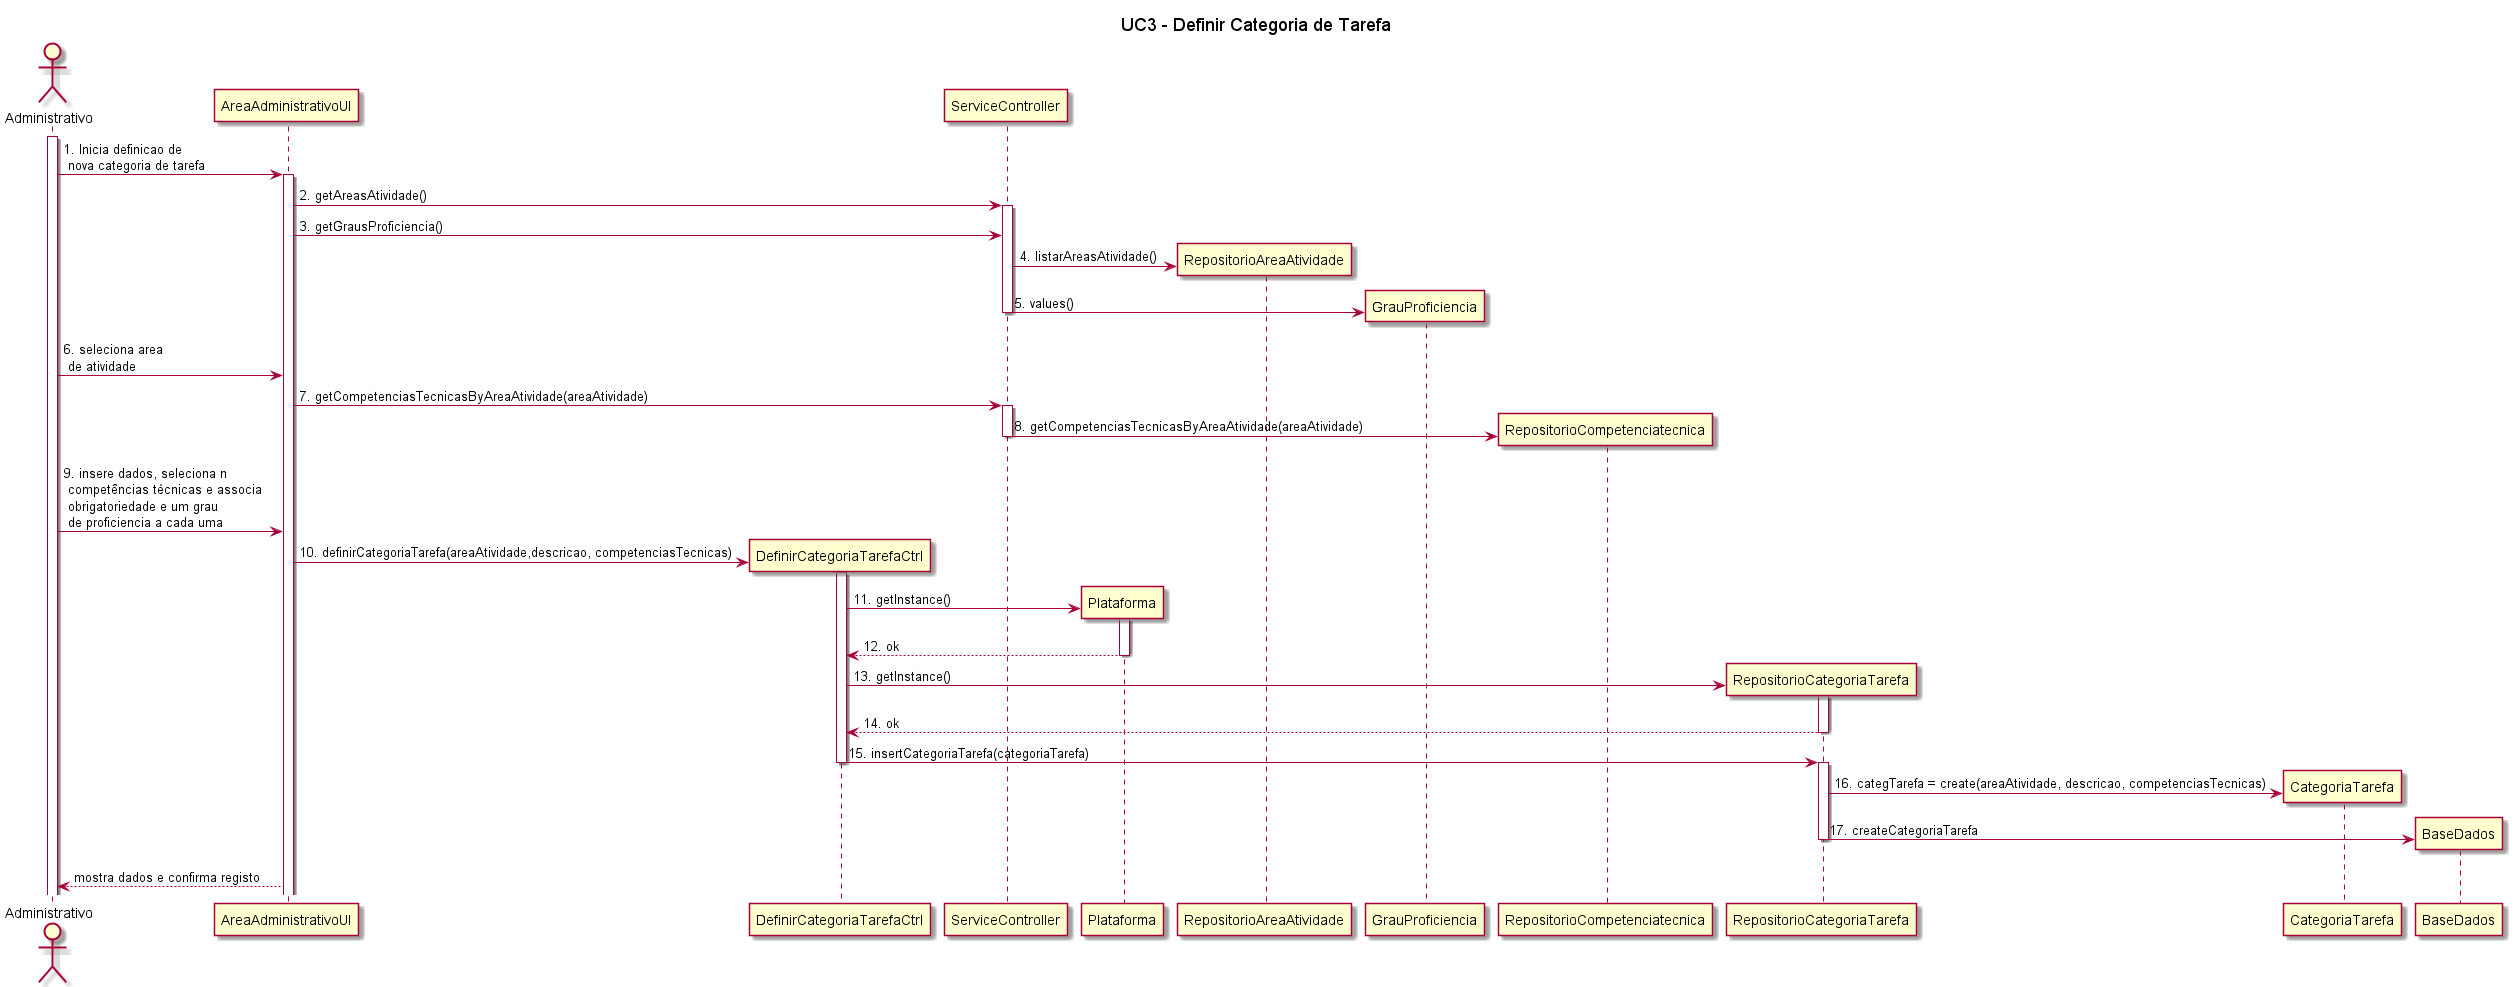 UC3 - Definir Categoria de Tarefa
Administrativo
AreaAdministrativoUI
ServiceController
1. Inicia definicao de
nova categoria de tarefa
2. getAreasAtividade()
3. getGrausProficiencia()
4. listarAreasAtividade()
RepositorioAreaAtividade
5. values()
GrauProficiencia
6. seleciona area
de atividade
7. getCompetenciasTecnicasByAreaAtividade(areaAtividade)
8. getCompetenciasTecnicasByAreaAtividade(areaAtividade)
RepositorioCompetenciatecnica
9. insere dados, seleciona n
competências técnicas e associa
obrigatoriedade e um grau
de proficiencia a cada uma
10. definirCategoriaTarefa(areaAtividade,descricao, competenciasTecnicas)
DefinirCategoriaTarefaCtrl
11. getInstance()
Plataforma
12. ok
13. getInstance()
RepositorioCategoriaTarefa
14. ok
15. insertCategoriaTarefa(categoriaTarefa)
16. categTarefa = create(areaAtividade, descricao, competenciasTecnicas)
CategoriaTarefa
17. createCategoriaTarefa
BaseDados
mostra dados e confirma registo
Administrativo
AreaAdministrativoUI
DefinirCategoriaTarefaCtrl
ServiceController
Plataforma
RepositorioAreaAtividade
GrauProficiencia
RepositorioCompetenciatecnica
RepositorioCategoriaTarefa
CategoriaTarefa
BaseDados